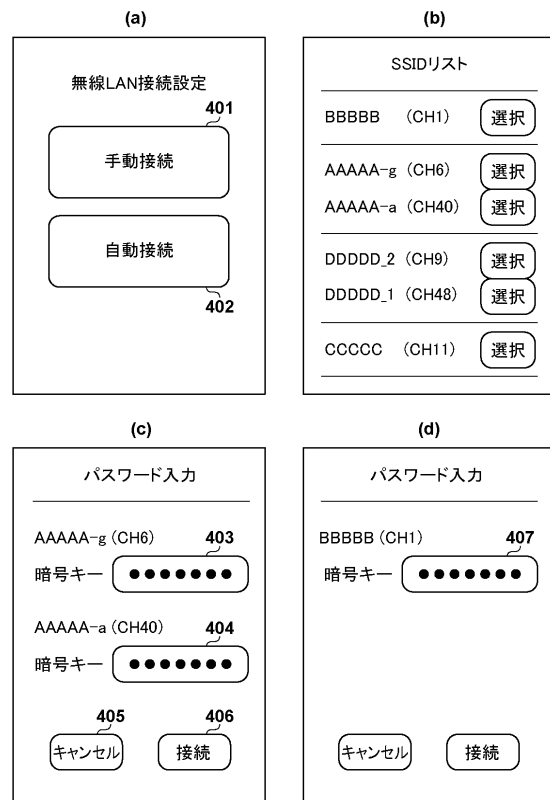 (a)
無線LAN接続設定
401
手動接続
自動接続
402
(b)
SSIDリスト
BBBBB (CH1) 選択
AAAAA-g (CH6) 選択
AAAAA-a (CH40) 選択
DDDDD_2 (CH9) 選択
DDDDD_1 (CH48) 選択
CCCCC (CH11) 選択
(c)
パスワード入力
AAAAA-g (CH6) 403
暗号キー ●●●●●●●
AAAAA-a (CH40) 404
暗号キー ●●●●●●●
405 406
キャンセル 接続
(d)
パスワード入力
BBBBB (CH1) 407
暗号キー ●●●●●●●
キャンセル 接続